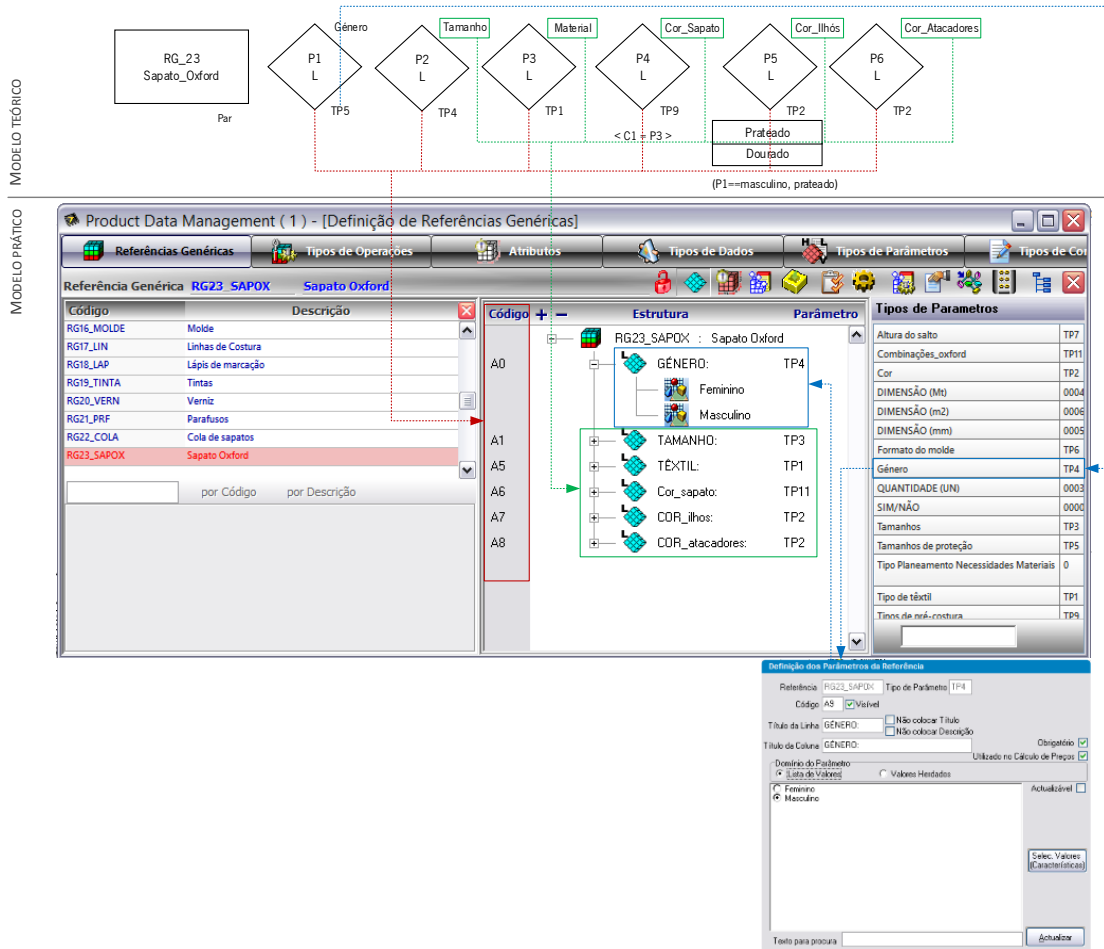 MODELO TEÓRICO
RG_23
Sapato_Oxford
Par
Género
P1
L
TP5
Tamanho
P2
L
TP4
Material
P3
L
TP1
Cor_Sapato
P4
L
TP9
< C1 = P3 >
Cor_Ilhós
P5
L
TP2
Prateado
Dourado
(P1==masculino, prateado)
Cor_Atacadores
P6
L
TP2
MODELO PRÁTICO
Product Data Management ( 1 ) - [Definição de Referências Genéricas]
Referências Genéricas Tipos de Operações Atributos Tipos de Dados Tipos de Parâmetros Tipos de Co
Referência Genérica RG23_SAPOX Sapato Oxford
Código Descrição
RG16_MOLDE Molde
RG17_LIN Linhas de Costura
RG18_LAP Lápis de marcação
RG19_TINTA Tintas
RG20_VERN Verniz
RG21_PRF Parafusos
RG22_COLA Cola de sapatos
RG23_SAPOX Sapato Oxford
por Código por Descrição
Código + − Estrutura Parâmetro
RG23_SAPOX : Sapato Oxford
A0 GÉNERO: TP4
Feminino
Masculino
A1 TAMANHO: TP3
A5 TÊXTIL: TP1
A6 Cor_sapato: TP11
A7 COR_ilhos: TP2
A8 COR_atacadores: TP2
Tipos de Parametros
Altura do salto TP7
Combinações_oxford TP11
Cor TP2
DIMENSÃO (Mt) 0004
DIMENSÃO (m2) 0006
DIMENSÃO (mm) 0005
Formato do molde TP6
Género TP4
QUANTIDADE (UN) 0003
SIM/NÃO 0000
Tamanhos TP3
Tamanhos de proteção TP5
Tipo Planeamento Necessidades Materiais 0
Tipo de têxtil TP1
Tipos de pré-costura TP9
Definição dos Parâmetros da Referência
Referência RG23_SAPOX Tipo de Parâmetro TP4
Código A9 Visível
Título da Linha GÉNERO: Não colocar Título
Não colocar Descrição
Título da Coluna GÉNERO: Obrigatório
Utilizado no Cálculo de Preços
Domínio do Parâmetro
Lista de Valores Valores Herdados
Feminino
Masculino
Actualizável
Selec. Valores
(Características)
Texto para procura
Actualizar